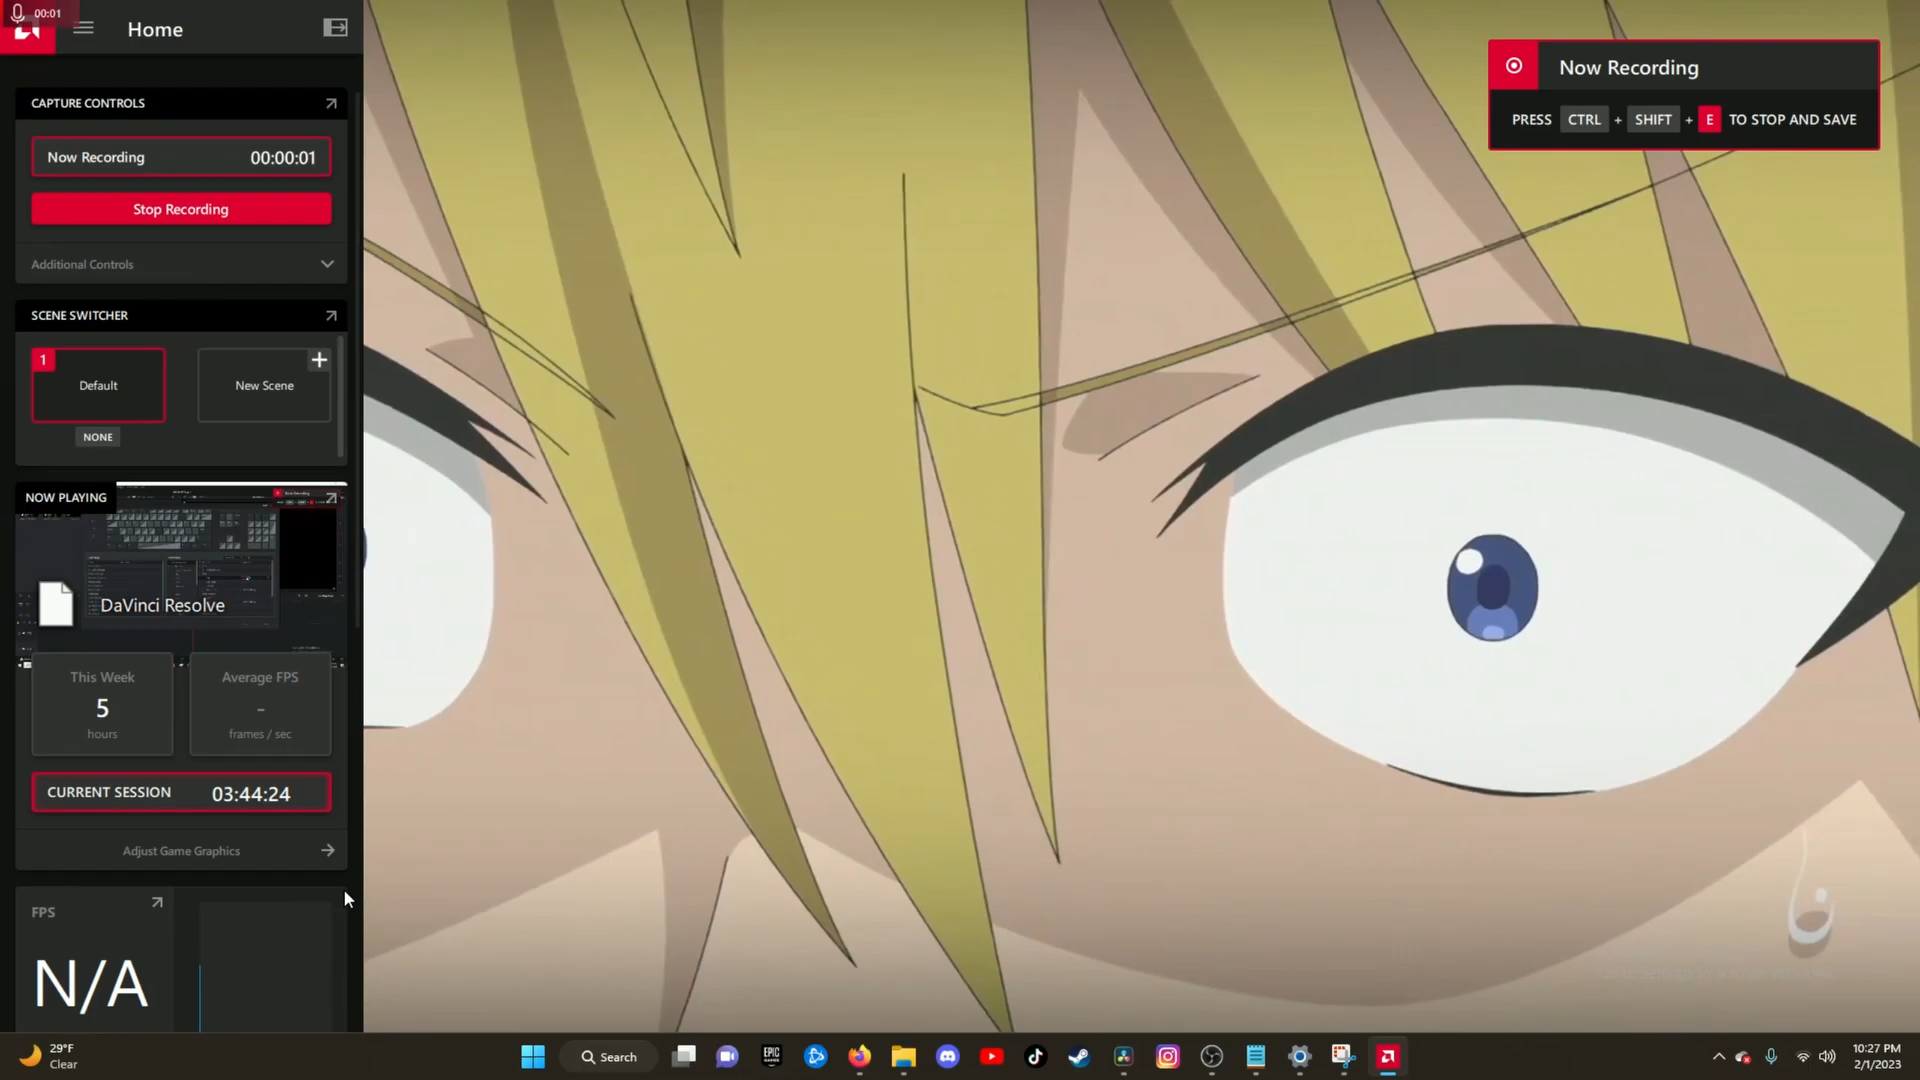 00:01
Home
CAPTURE CONTROLS
Now Recording 00:00:01
Stop Recording
Additional Controls
SCENE SWITCHER
1
Default
New Scene
NONE
NOW PLAYING
DaVinci Resolve
This Week
5
hours
Average FPS
-
frames / sec
CURRENT SESSION 03:44:24
Adjust Game Graphics
FPS
N/A
Now Recording
PRESS CTRL + SHIFT + E TO STOP AND SAVE
29°F
Clear
Search
EPIC
GAMES
10:27 PM
2/1/2023